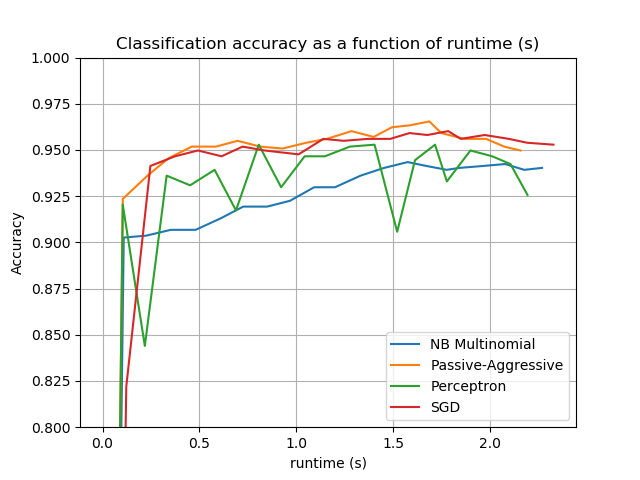 Classification accuracy as a function of runtime (s)
1.000
0.975
0.950
0.925
0.900
0.875
0.850
0.825
0.800
Accuracy
NB Multinomial
Passive-Aggressive
Perceptron
SGD
0.0 0.5 1.0 1.5 2.0
runtime (s)